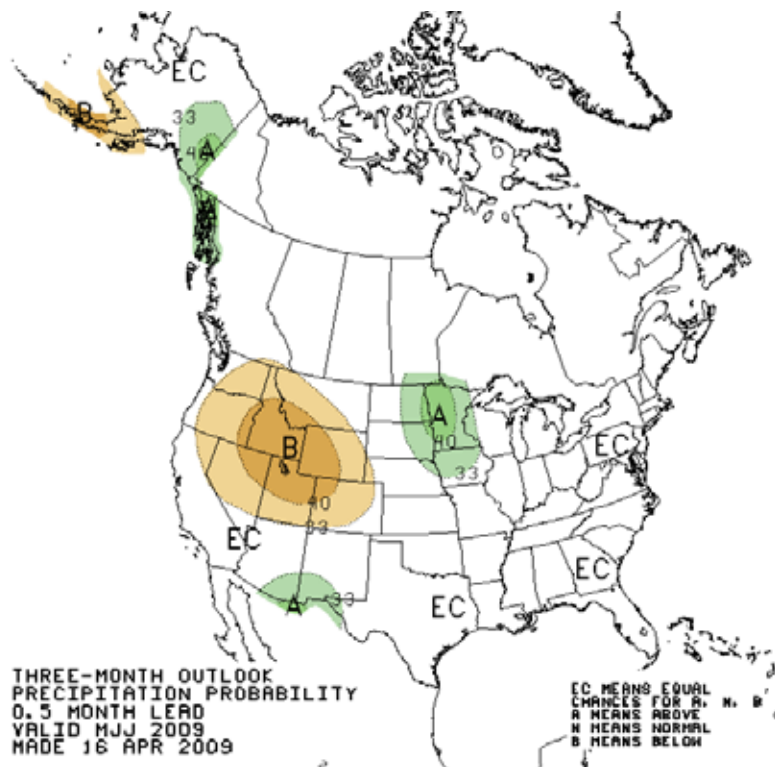 EC
B
33
40
A
B
40
33
A
40
33
EC
EC
A
33
EC
EC
THREE-MONTH OUTLOOK
PRECIPITATION PROBABILITY
0.5 MONTH LEAD
VALID MJJ 2009
MADE 16 APR 2009
EC MEANS EQUAL
CHANCES FOR A, N, B
A MEANS ABOVE
N MEANS NORMAL
B MEANS BELOW